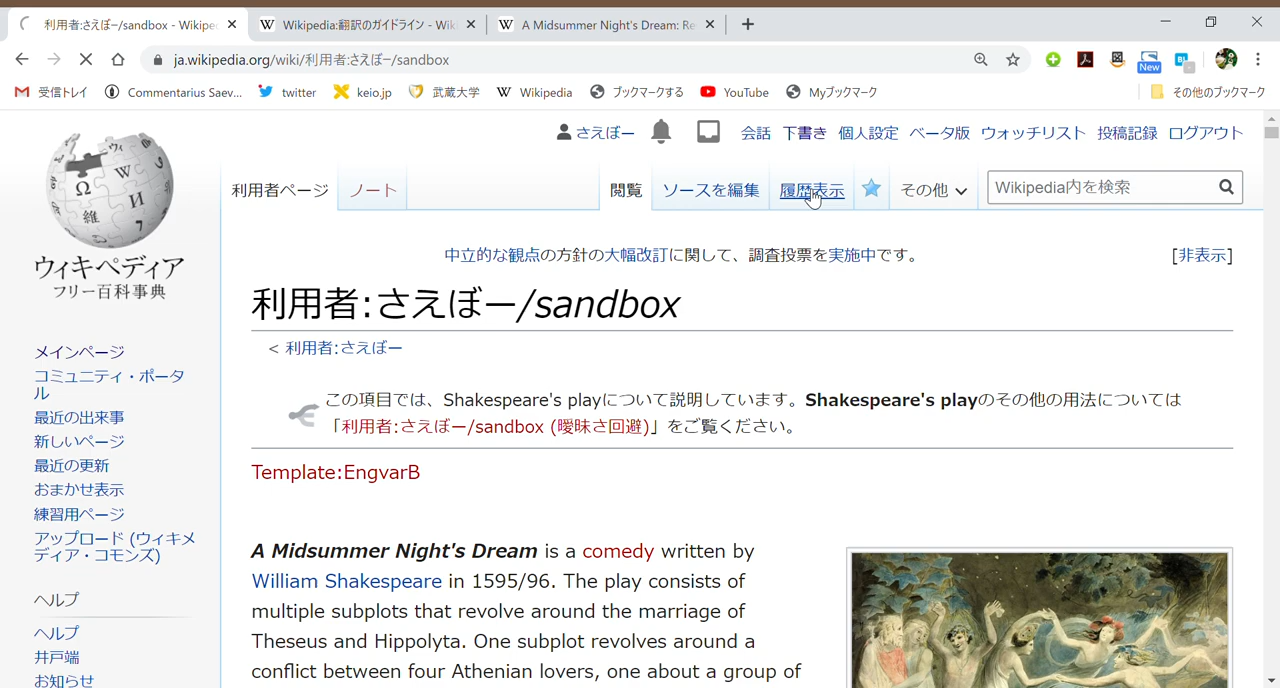 利用者:さえぼー/sandbox - Wikipe
Wikipedia:翻訳のガイドライン - Wiki
A Midsummer Night's Dream: Re
ja.wikipedia.org/wiki/利用者:さえぼー/sandbox
New
受信トレイ
Commentarius Saev...
twitter
keio.jp
武蔵大学
Wikipedia
ブックマークする
YouTube
Myブックマーク
その他のブックマーク
さえぼー 会話 下書き 個人設定 ベータ版 ウォッチリスト 投稿記録 ログアウト
利用者ページ ノート 閲覧 ソースを編集 履歴表示 その他 Wikipedia内を検索
ウィキペディア
フリー百科事典
メインページ
コミュニティ・ポータ
ル
最近の出来事
新しいページ
最近の更新
おまかせ表示
練習用ページ
アップロード (ウィキメ
ディア・コモンズ)
ヘルプ
ヘルプ
井戸端
お知らせ
中立的な観点の方針の大幅改訂に関して、調査投票を実施中です。 [非表示]
利用者:さえぼー/sandbox
< 利用者:さえぼー
この項目では、Shakespeare's playについて説明しています。Shakespeare's playのその他の用法については
「利用者:さえぼー/sandbox (曖昧さ回避)」をご覧ください。
Template:EngvarB
A Midsummer Night's Dream is a comedy written by
William Shakespeare in 1595/96. The play consists of
multiple subplots that revolve around the marriage of
Theseus and Hippolyta. One subplot revolves around a
conflict between four Athenian lovers, one about a group of